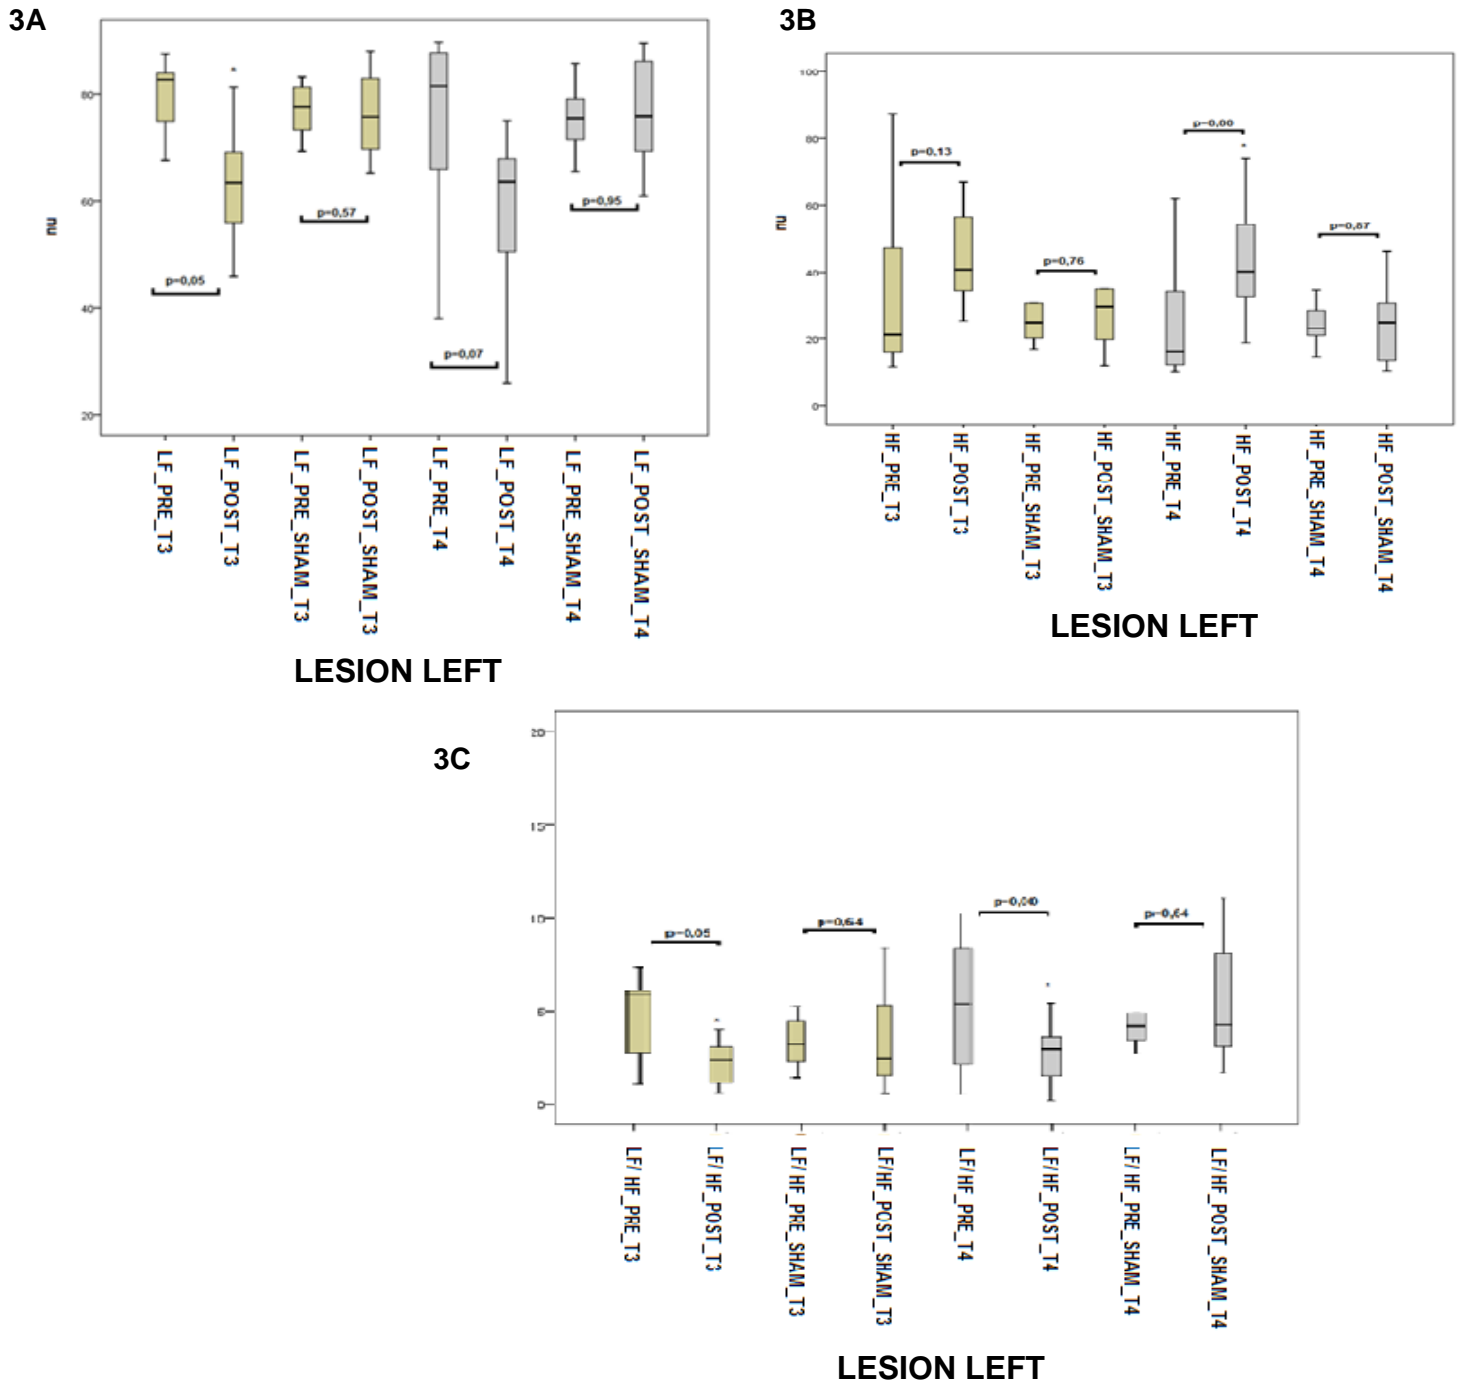 3A
80
60
40
20
nu
p=0,05
p=0,57
p=0,07
p=0,95
LF_PRE_T3
LF_POST_T3
LF_PRE_SHAM_T3
LF_POST_SHAM_T3
LF_PRE_T4
LF_POST_T4
LF_PRE_SHAM_T4
LF_POST_SHAM_T4
LESION LEFT
3B
100
80
60
40
20
0
nu
p=0,13
p=0,76
p=0,00
p=0,87
HF_PRE_T3
HF_POST_T3
HF_PRE_SHAM_T3
HF_POST_SHAM_T3
HF_PRE_T4
HF_POST_T4
HF_PRE_SHAM_T4
HF_POST_SHAM_T4
LESION LEFT
3C
20
15
10
5
0
p=0,05
p=0,64
p=0,00
p=0,64
LF/HF_PRE_T3
LF/HF_POST_T3
LF/HF_PRE_SHAM_T3
LF/HF_POST_SHAM_T3
LF/HF_PRE_T4
LF/HF_POST_T4
LF/HF_PRE_SHAM_T4
LF/HF_POST_SHAM_T4
LESION LEFT